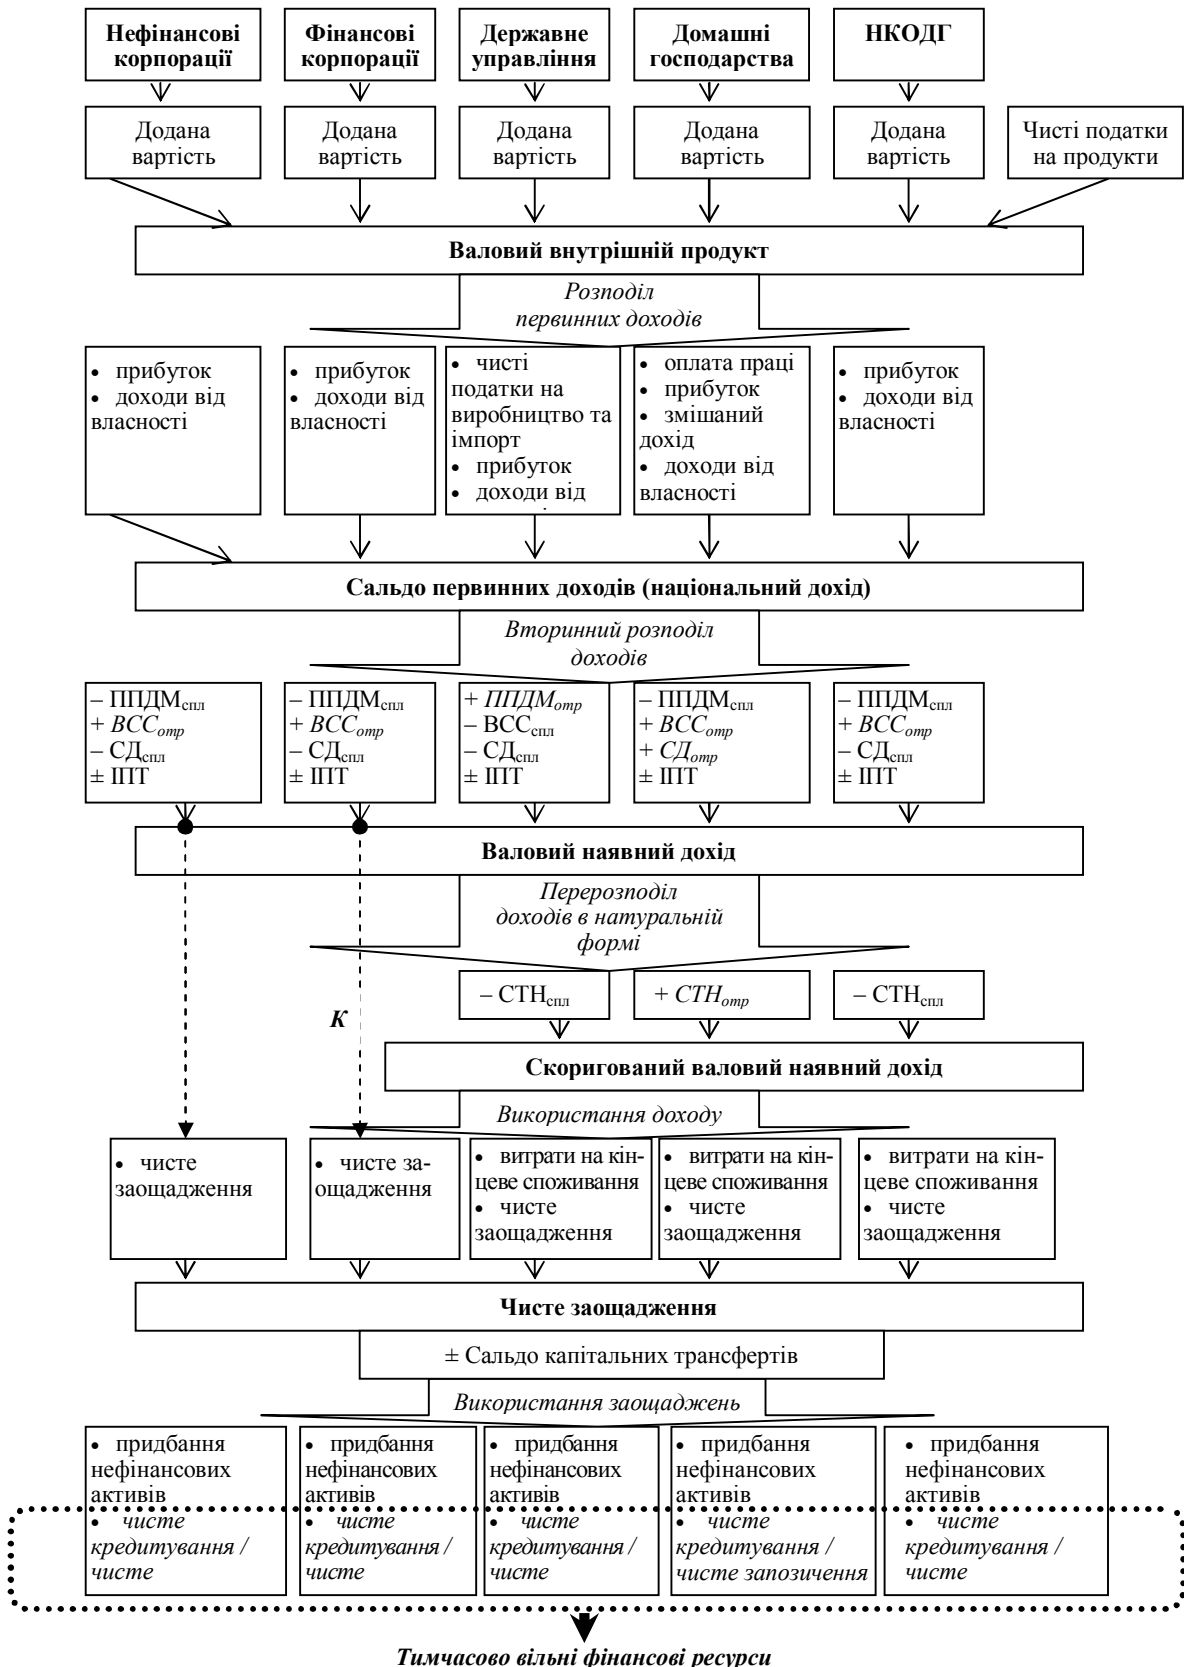 Нефінансові
корпорації
Фінансові
корпорації
Державне
управління
Домашні
господарства
НКОДГ
Додана
вартість
Додана
вартість
Додана
вартість
Додана
вартість
Додана
вартість
Чисті податки
на продукти
Валовий внутрішній продукт
Розподіл
первинних доходів
• прибуток
• доходи від
власності
• прибуток
• доходи від
власності
• чисті
податки на
виробництво та
імпорт
• прибуток
• доходи від
• оплата праці
• прибуток
• змішаний
дохід
• доходи від
власності
• прибуток
• доходи від
власності
Сальдо первинних доходів (національний дохід)
Вторинний розподіл
доходів
– ППДМспл
+ ВССотр
– СДспл
± ІПТ
– ППДМспл
+ ВССотр
– СДспл
± ІПТ
+ ППДМотр
– ВССспл
– СДспл
± ІПТ
– ППДМспл
+ ВССотр
+ СДотр
± ІПТ
– ППДМспл
+ ВССотр
– СДспл
± ІПТ
Валовий наявний дохід
Перерозподіл
доходів в натуральній
формі
– СТНспл
+ СТНотр
– СТНспл
К
Скоригований валовий наявний дохід
Використання доходу
• чисте
заощадження
• чисте за-
ощадження
• витрати на кін-
цеве споживання
• чисте
заощадження
• витрати на кін-
цеве споживання
• чисте
заощадження
• витрати на кін-
цеве споживання
• чисте
заощадження
Чисте заощадження
± Сальдо капітальних трансфертів
Використання заощаджень
• придбання
нефінансових
активів
• чисте
кредитування /
чисте
• придбання
нефінансових
активів
• чисте
кредитування /
чисте
• придбання
нефінансових
активів
• чисте
кредитування /
чисте
• придбання
нефінансових
активів
• чисте
кредитування /
чисте запозичення
• придбання
нефінансових
активів
• чисте
кредитування /
чисте
Тимчасово вільні фінансові ресурси